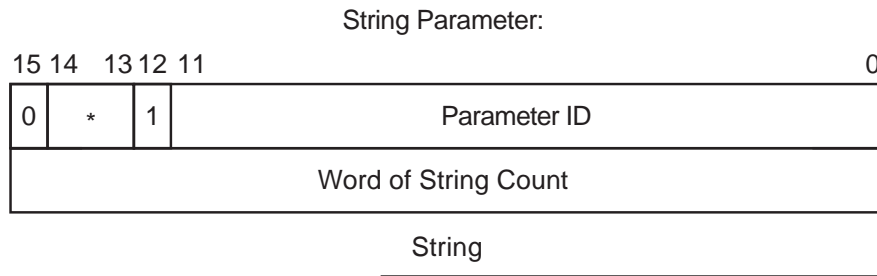 String Parameter:
15 14 13 12 11 0
0 * 1 Parameter ID
Word of String Count
String